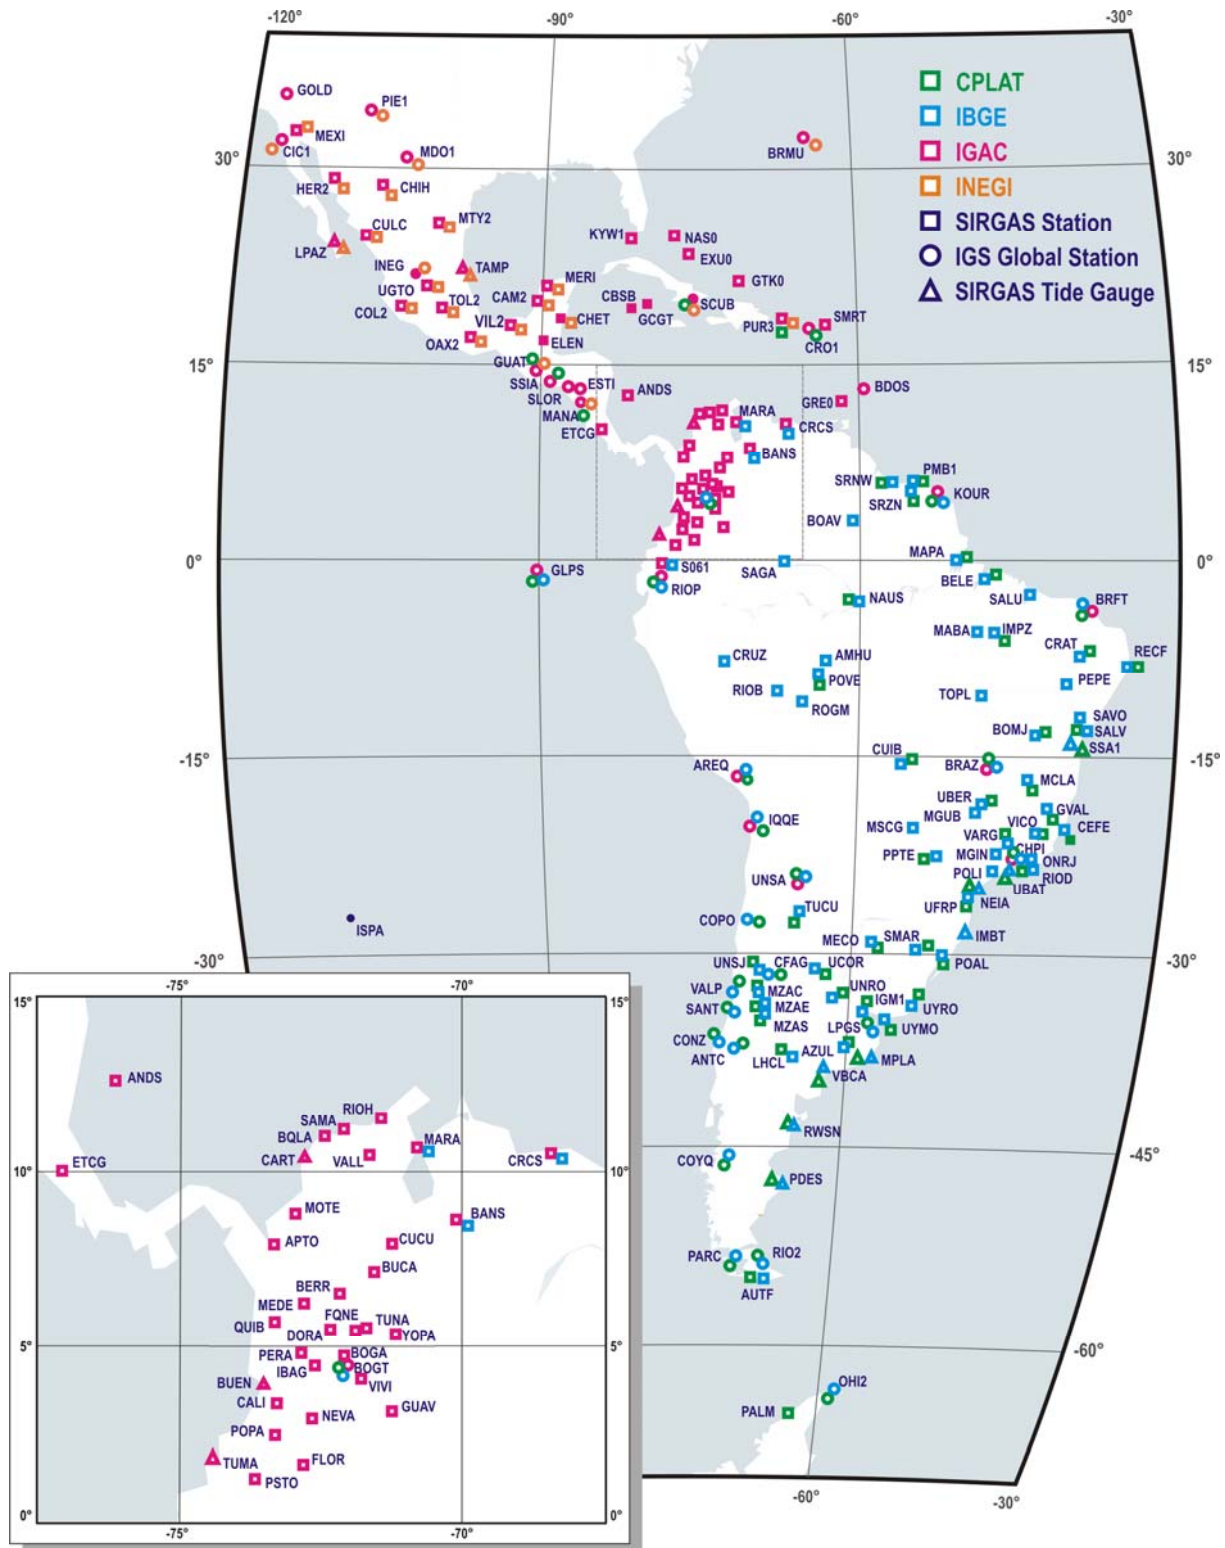 -120°
-90°
-60°
-30°
GOLD
PIE1
CPLAT
IBGE
MEXI
IGAC
CIC1
MDO1
BRMU
30°
30°
INEGI
HER2
CHIH
SIRGAS Station
CULC
MTY2
KYW1
NAS0
IGS Global Station
LPAZ
EXU0
INEG
TAMP
MERI
GTK0
SIRGAS Tide Gauge
UGTO
CAM2
CBSB
SCUB
COL2
TOL2
VIL2
CHET
GCGT
PUR3
SMRT
OAX2
ELEN
CRO1
15°
GUAT
15°
SSIA
ESTI
ANDS
BDOS
SLOR
GRE0
MANA
MARA
ETCG
CRCS
BANS
PMB1
SRNW
KOUR
SRZN
BOAV
MAPA
0°
GLPS
S061
SAGA
0°
RIOP
BELE
NAUS
SALU
BRFT
MABA
IMPZ
CRAT
RECF
CRUZ
AMHU
POVE
PEPE
RIOB
TOPL
ROGM
SAVO
BOMJ
SALV
SSA1
-15°
AREQ
CUIB
BRAZ
-15°
MCLA
UBER
GVAL
IQQE
MGUB
VICO
MSCG
VARG
CEFE
CHPI
PPTE
MGIN
ONRJ
UNSA
POLI
RIOD
UBAT
TUCU
NEIA
COPO
UFRP
ISPA
MECO
SMAR
IMBT
-30°
UNSJ
CFAG
UCOR
POAL
-30°
VALP
MZAC
UNRO
IGM1
SANT
MZAE
UYRO
MZAS
LPGS
UYMO
CONZ
ANTC
LHCL
AZUL
MPLA
VBCA
RWSN
COYQ
-45°
PDES
PARC
RIO2
AUTF
-60°
OHI2
PALM
-60°
-30°
15°
-75°
-70°
15°
ANDS
RIOH
SAMA
BQLA
MARA
ETCG
CART
VALL
CRCS
10°
10°
MOTE
BANS
APTO
CUCU
BUCA
BERR
MEDE
FQNE
TUNA
QUIB
DORA
YOPA
5°
5°
PERA
BOGA
IBAG
BOGT
BUEN
VIVI
CALI
GUAV
NEVA
POPA
TUMA
FLOR
PSTO
0°
0°
-75°
-70°